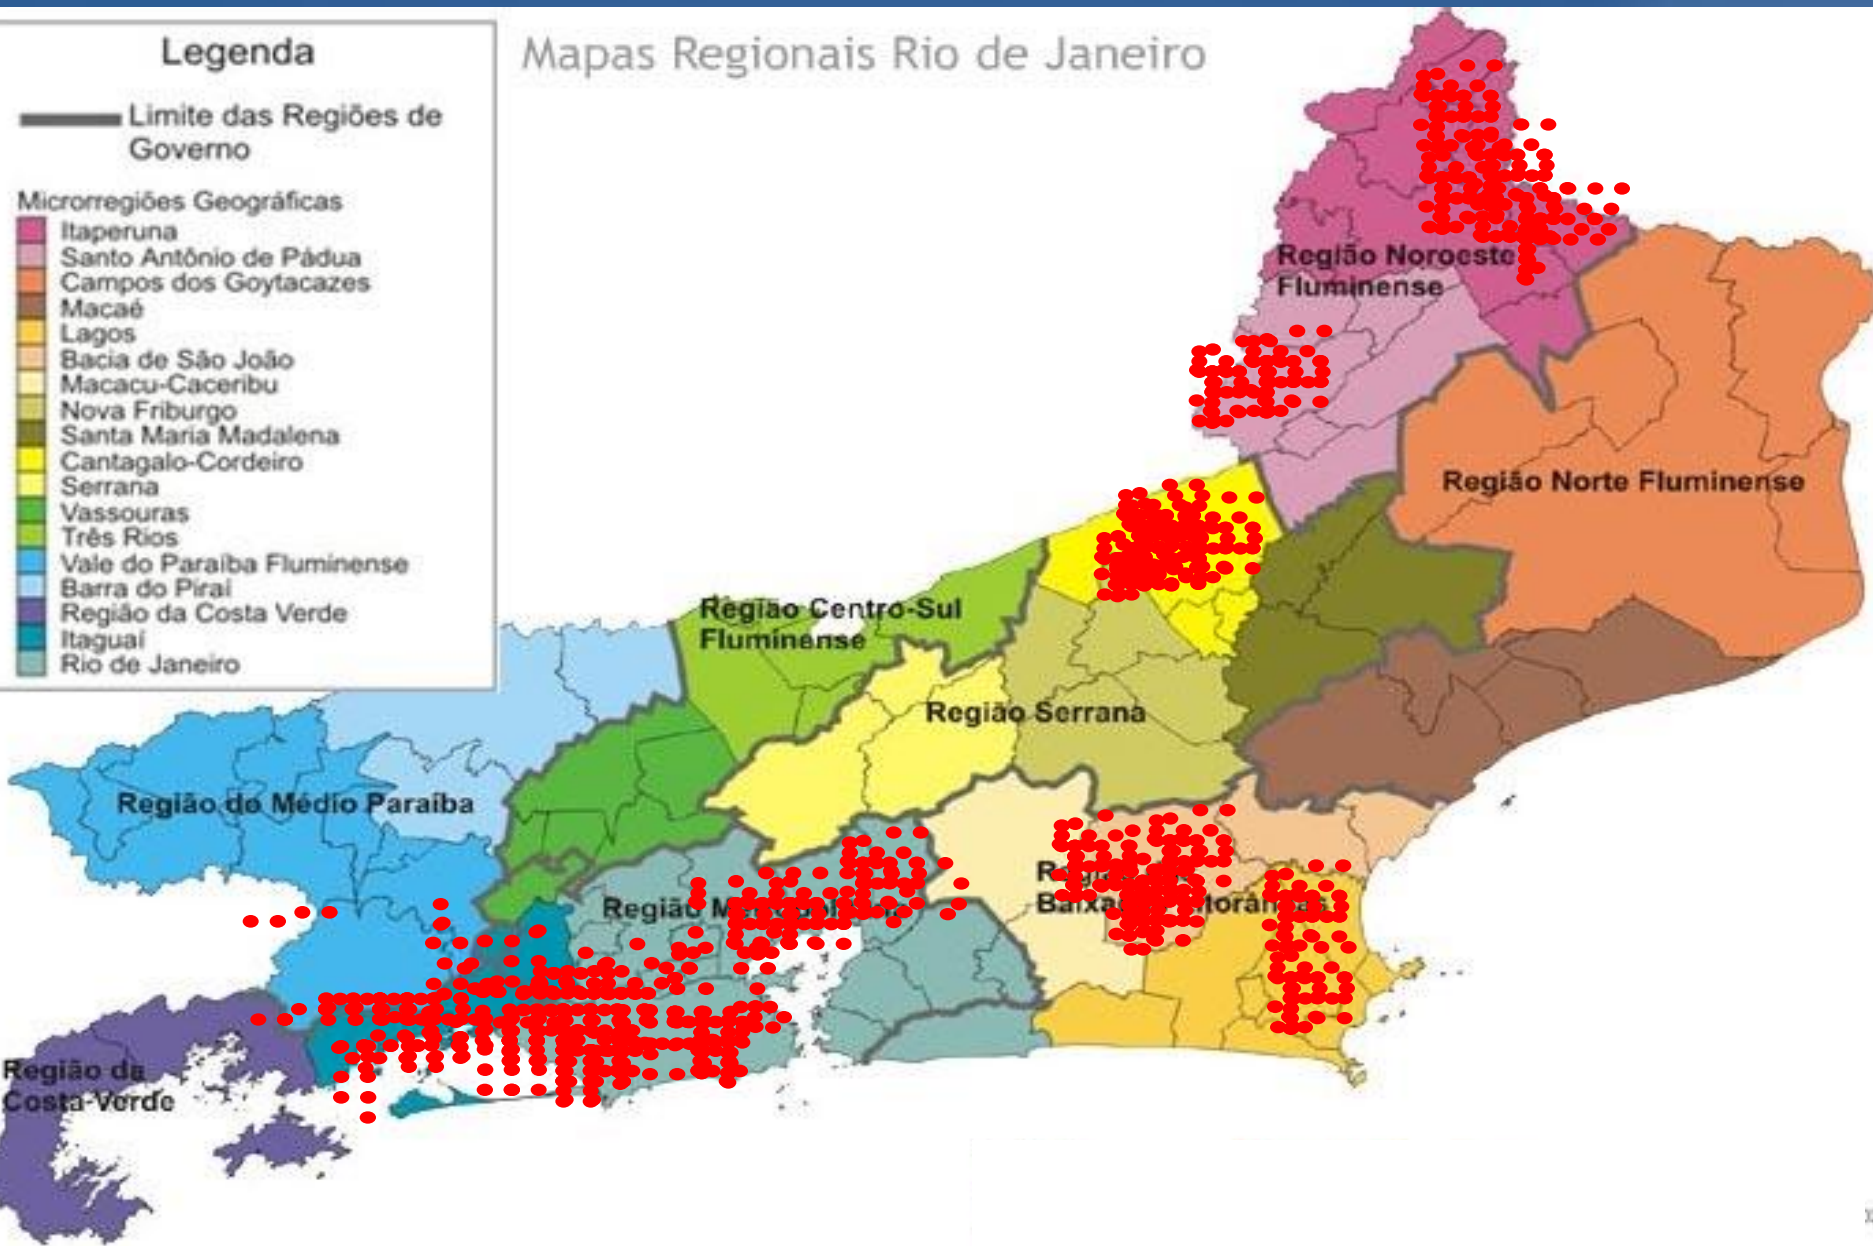 Legenda
Limite das Regiões de
Governo
Microrregiões Geográficas
Itaperuna
Santo Antônio de Pádua
Campos dos Goytacazes
Macaé
Lagos
Bacia de São João
Macacu-Caceribu
Nova Friburgo
Santa Maria Madalena
Cantagalo-Cordeiro
Serrana
Vassouras
Três Rios
Vale do Paraíba Fluminense
Barra do Piraí
Região da Costa Verde
Itaguaí
Rio de Janeiro
Mapas Regionais Rio de Janeiro
Região Noroeste
Fluminense
Região Norte Fluminense
Região Centro-Sul
Fluminense
Região Serrana
Região do Médio Paraíba
Região
Região da
Costa Verde